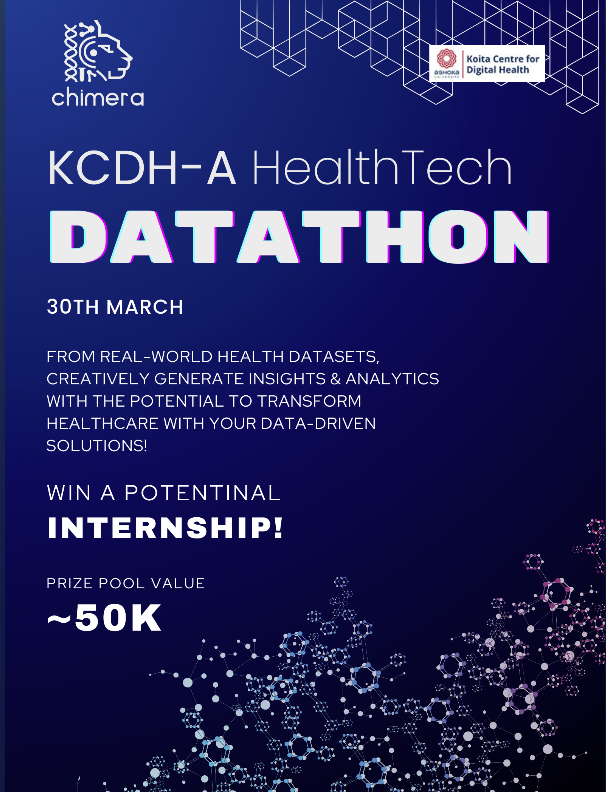 chimera
ASHOKA
UNIVERSITY
Koita Centre for
Digital Health
KCDH-A HealthTech
DATATHON
30TH MARCH
FROM REAL-WORLD HEALTH DATASETS,
CREATIVELY GENERATE INSIGHTS & ANALYTICS
WITH THE POTENTIAL TO TRANSFORM
HEALTHCARE WITH YOUR DATA-DRIVEN
SOLUTIONS!
WIN A POTENTINAL
INTERNSHIP!
PRIZE POOL VALUE
~50K